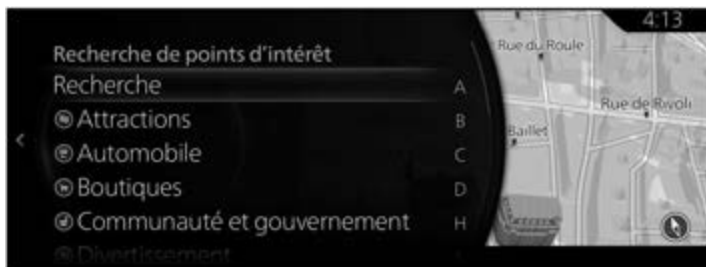 4:13
Recherche de points d'intérêt
Recherche A
Attractions B
Automobile C
Boutiques D
Communauté et gouvernement H
Divertissement
Rue du Roule
Rue de Rivoli
Baillet